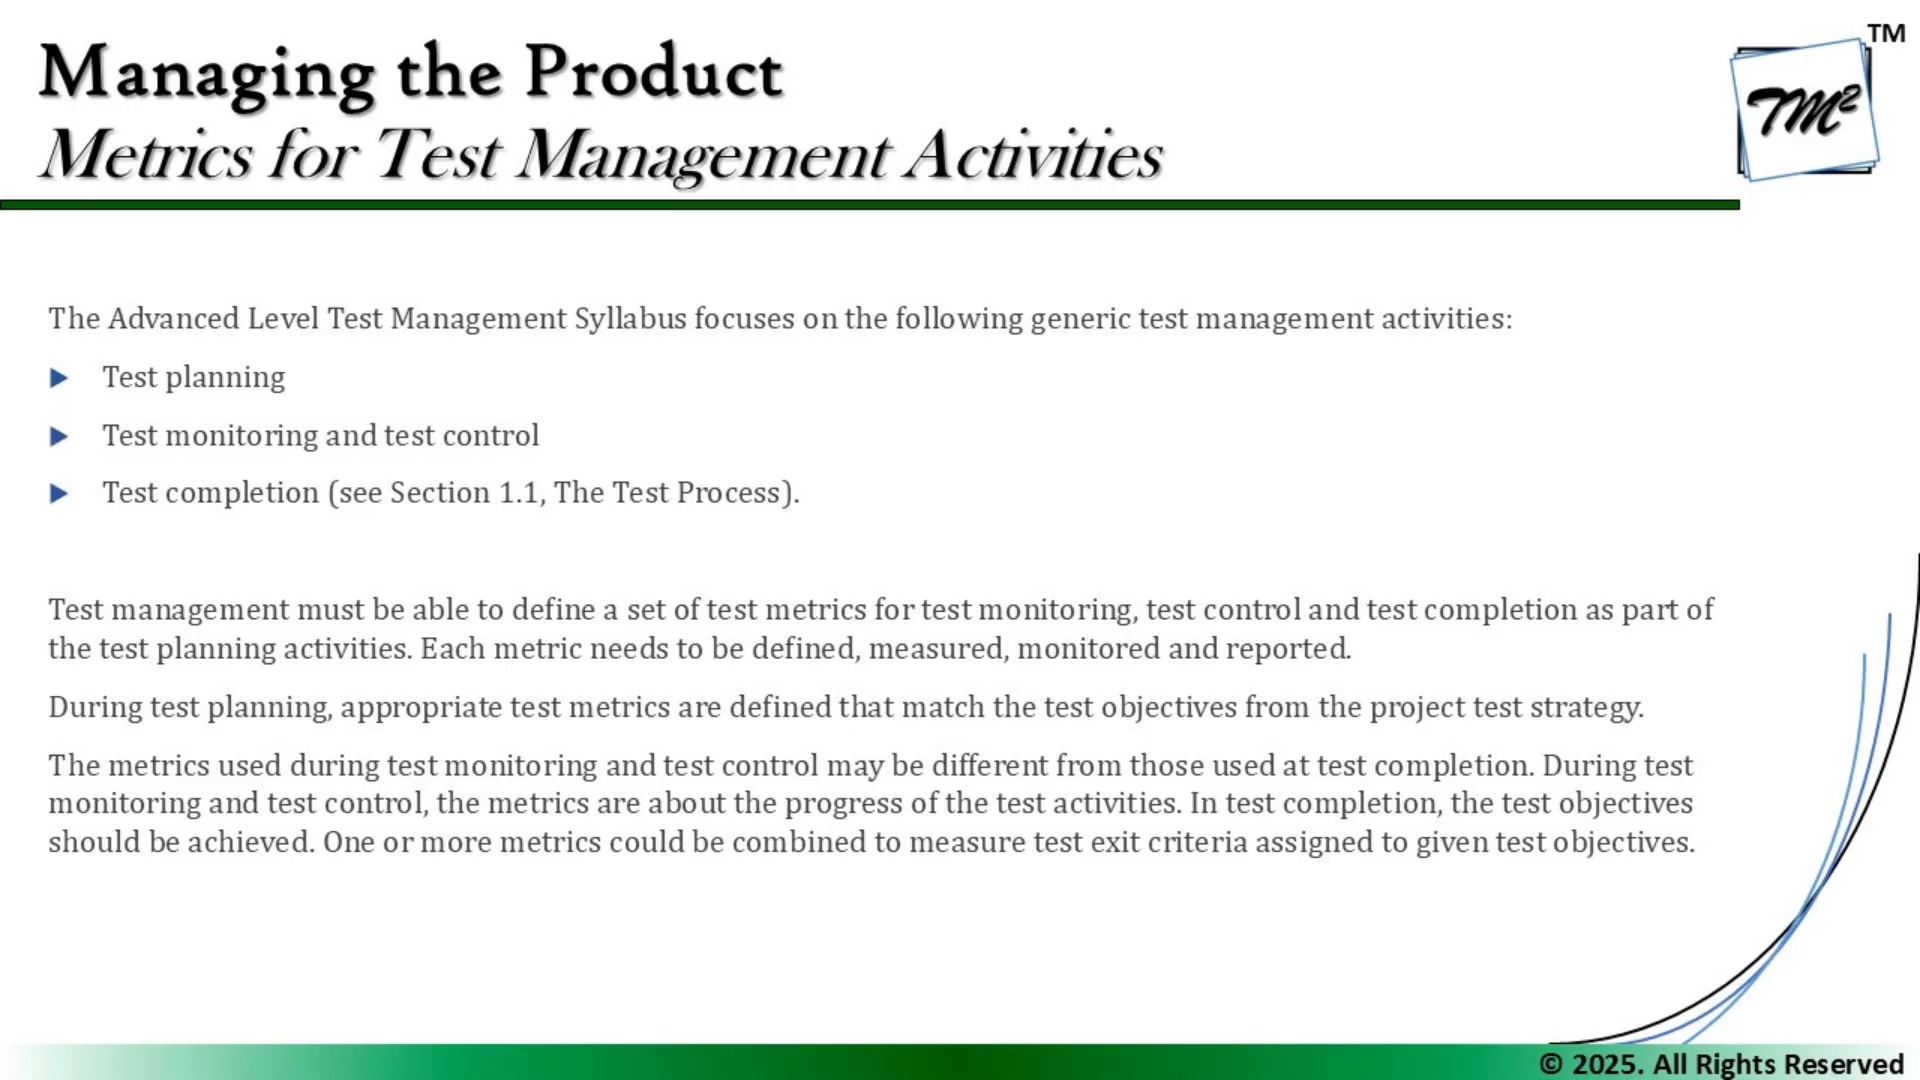 Managing the Product
Metrics for Test Management Activities
TM
TM²
The Advanced Level Test Management Syllabus focuses on the following generic test management activities:
Test planning
Test monitoring and test control
Test completion (see Section 1.1, The Test Process).
Test management must be able to define a set of test metrics for test monitoring, test control and test completion as part of
the test planning activities. Each metric needs to be defined, measured, monitored and reported.
During test planning, appropriate test metrics are defined that match the test objectives from the project test strategy.
The metrics used during test monitoring and test control may be different from those used at test completion. During test
monitoring and test control, the metrics are about the progress of the test activities. In test completion, the test objectives
should be achieved. One or more metrics could be combined to measure test exit criteria assigned to given test objectives.
© 2025. All Rights Reserved